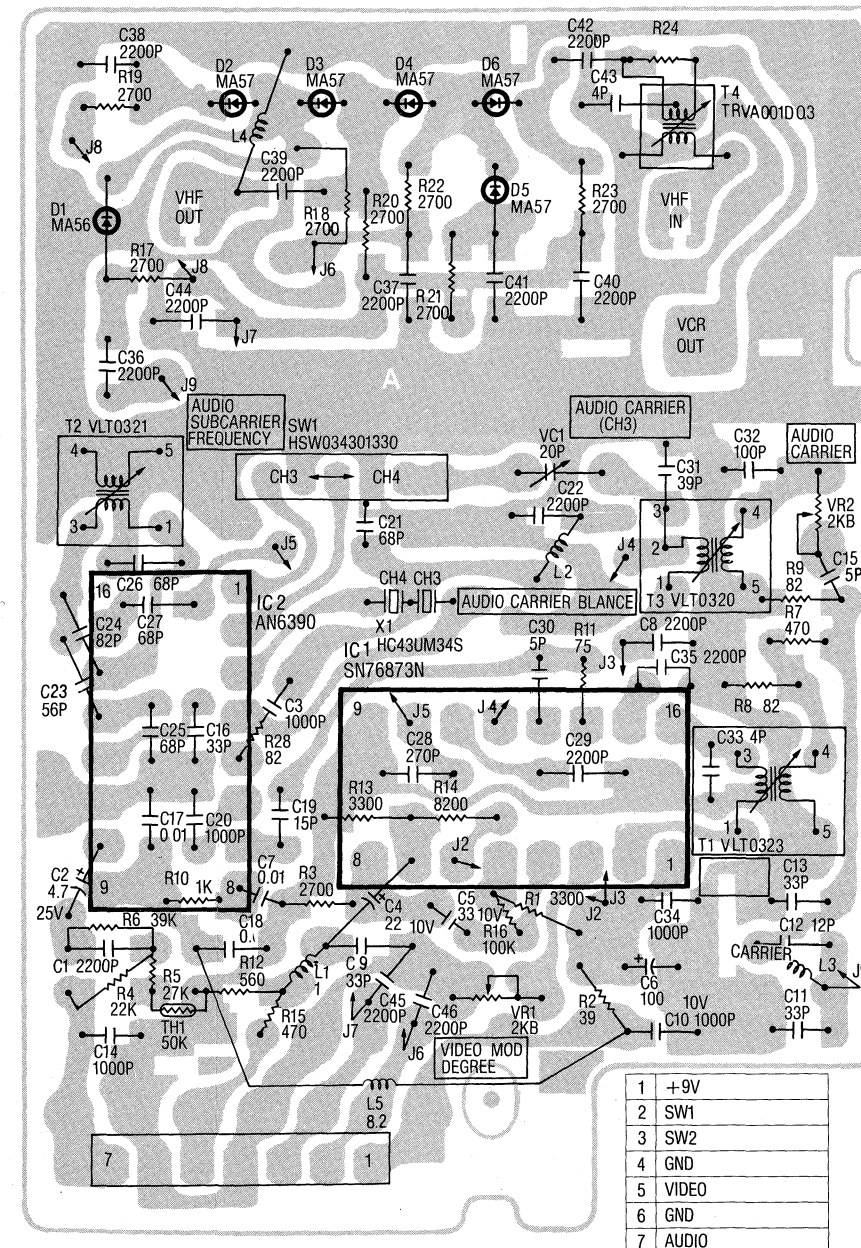 C38
2200P
R19
2700
D2
MA57
D3
MA57
D4
MA57
D6
MA57
C42
2200P
R24
C43
4P
T4
TRVA001D03
J8
L4
C39
2200P
D1
MA56
VHF
OUT
R18
2700
R20
2700
R22
2700
D5
MA57
R23
2700
VHF
IN
R17
2700
J8
C44
2200P
J6
C37
2200P
R21
2700
C41
2200P
C40
2200P
J7
VCR
OUT
C36
2200P
J9
A
T2 VLT0321
AUDIO
SUBCARRIER
FREQUENCY
SW1
HSW034301330
AUDIO CARRIER
(CH3)
AUDIO
CARRIER
4
5
3
1
CH3
CH4
VC1
20P
C31
39P
C32
100P
C22
2200P
VR2
2KB
C21
68P
J5
L2
J4
3
4
2
1
5
T3 VLT0320
C15
5P
R9
82
R7
470
C26 68P
16
1
C27
68P
IC2
AN6390
CH4
CH3
X1
HC43UM34S
AUDIO CARRIER BLANCE
C24
82P
IC1
SN76873N
C30
5P
R11
75
J3
C8 2200P
C35 2200P
C23
56P
C3
1000P
R28
82
9
J5
J4
16
R8 82
C25
68P
C16
33P
C28
270P
C29
2200P
C33 4P
3
4
1
5
T1 VLT0323
C17
0.01
C20
1000P
C19
15P
R13
3300
R14
8200
8
J2
1
C2
4.7
25V
9
R10
1K
8
C7
0.01
R3
2700
C4
22
10V
C5
33
10V
R16
100K
R1
3300
J2
J3
C34
1000P
C13
33P
R6 39K
C18
C12 12P
CARRIER
C1 2200P
R5
27K
R4
22K
R12
560
L1
1
C9
33P
C45
2200P
C46
2200P
VR1
2KB
R2
39
C6
100
10V
C10 1000P
L3
C11
33P
TH1
50K
R15
470
J7
J6
C14
1000P
VIDEO MOD
DEGREE
L5
8.2
7
1
1 +9V
2 SW1
3 SW2
4 GND
5 VIDEO
6 GND
7 AUDIO